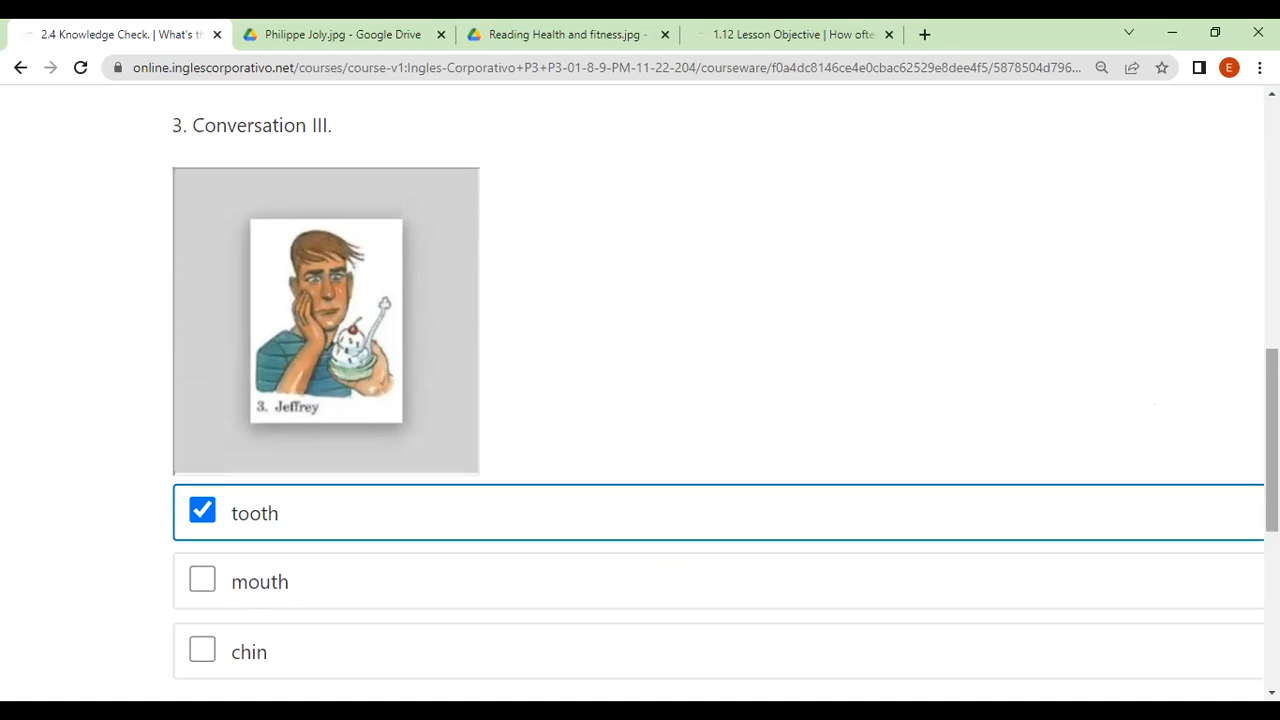 2.4 Knowledge Check. | What's th
Philippe Joly.jpg - Google Drive
Reading Health and fitness.jpg -
1.12 Lesson Objective | How ofte
online.inglescorporativo.net/courses/course-v1:Ingles-Corporativo+P3+P3-01-8-9-PM-11-22-204/courseware/f0a4dc8146ce4e0cbac62529e8dee4f5/5878504d796...
E
3. Conversation III.
3. Jeffrey
tooth
mouth
chin